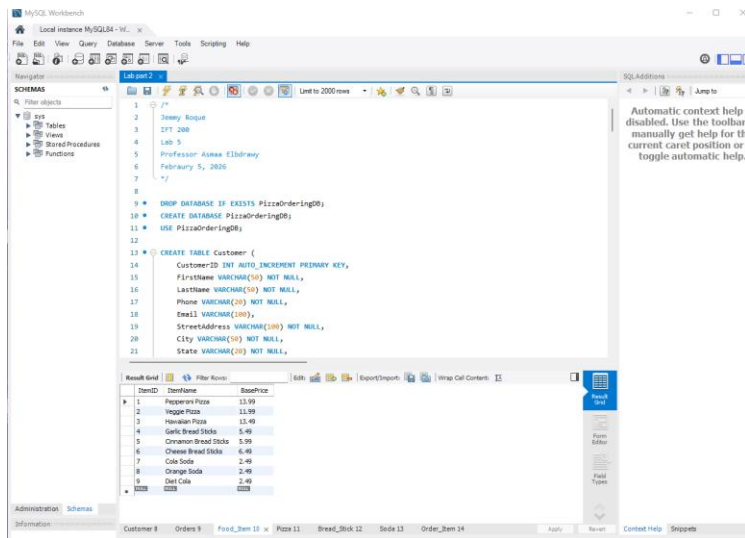 MySQL Workbench
Local instance MySQL84 - W... ×
File Edit View Query Database Server Tools Scripting Help
Navigator
SCHEMAS
Filter objects
sys
Tables
Views
Stored Procedures
Functions
Administration Schemas
Information
Lab part 2 ×
Limit to 2000 rows
1 /*
2 Jemmy Roque
3 IFT 200
4 Lab 5
5 Professor Asmaa Elbdrawy
6 Febraury 5, 2026
7 */
8
9 DROP DATABASE IF EXISTS PizzaOrderingDB;
10 CREATE DATABASE PizzaOrderingDB;
11 USE PizzaOrderingDB;
12
13 CREATE TABLE Customer (
14 CustomerID INT AUTO_INCREMENT PRIMARY KEY,
15 FirstName VARCHAR(50) NOT NULL,
16 LastName VARCHAR(50) NOT NULL,
17 Phone VARCHAR(20) NOT NULL,
18 Email VARCHAR(100),
19 StreetAddress VARCHAR(100) NOT NULL,
20 City VARCHAR(50) NOT NULL,
21 State VARCHAR(20) NOT NULL,
Result Grid Filter Rows: Edit: Export/Import: Wrap Cell Content:
ItemID ItemName BasePrice
1 Pepperoni Pizza 13.99
2 Veggie Pizza 11.99
3 Hawaiian Pizza 13.49
4 Garlic Bread Sticks 5.49
5 Cinnamon Bread Sticks 5.99
6 Cheese Bread Sticks 6.49
7 Cola Soda 2.49
8 Orange Soda 2.49
9 Diet Cola 2.49
NULL NULL NULL
Result Grid
Form Editor
Field Types
Customer 8 Orders 9 Food_Item 10 × Pizza 11 Bread_Stick 12 Soda 13 Order_Item 14 Apply Revert
SQLAdditions
Jump to
Automatic context help
disabled. Use the toolbar
manually get help for th
current caret position or
toggle automatic help.
Context Help Snippets